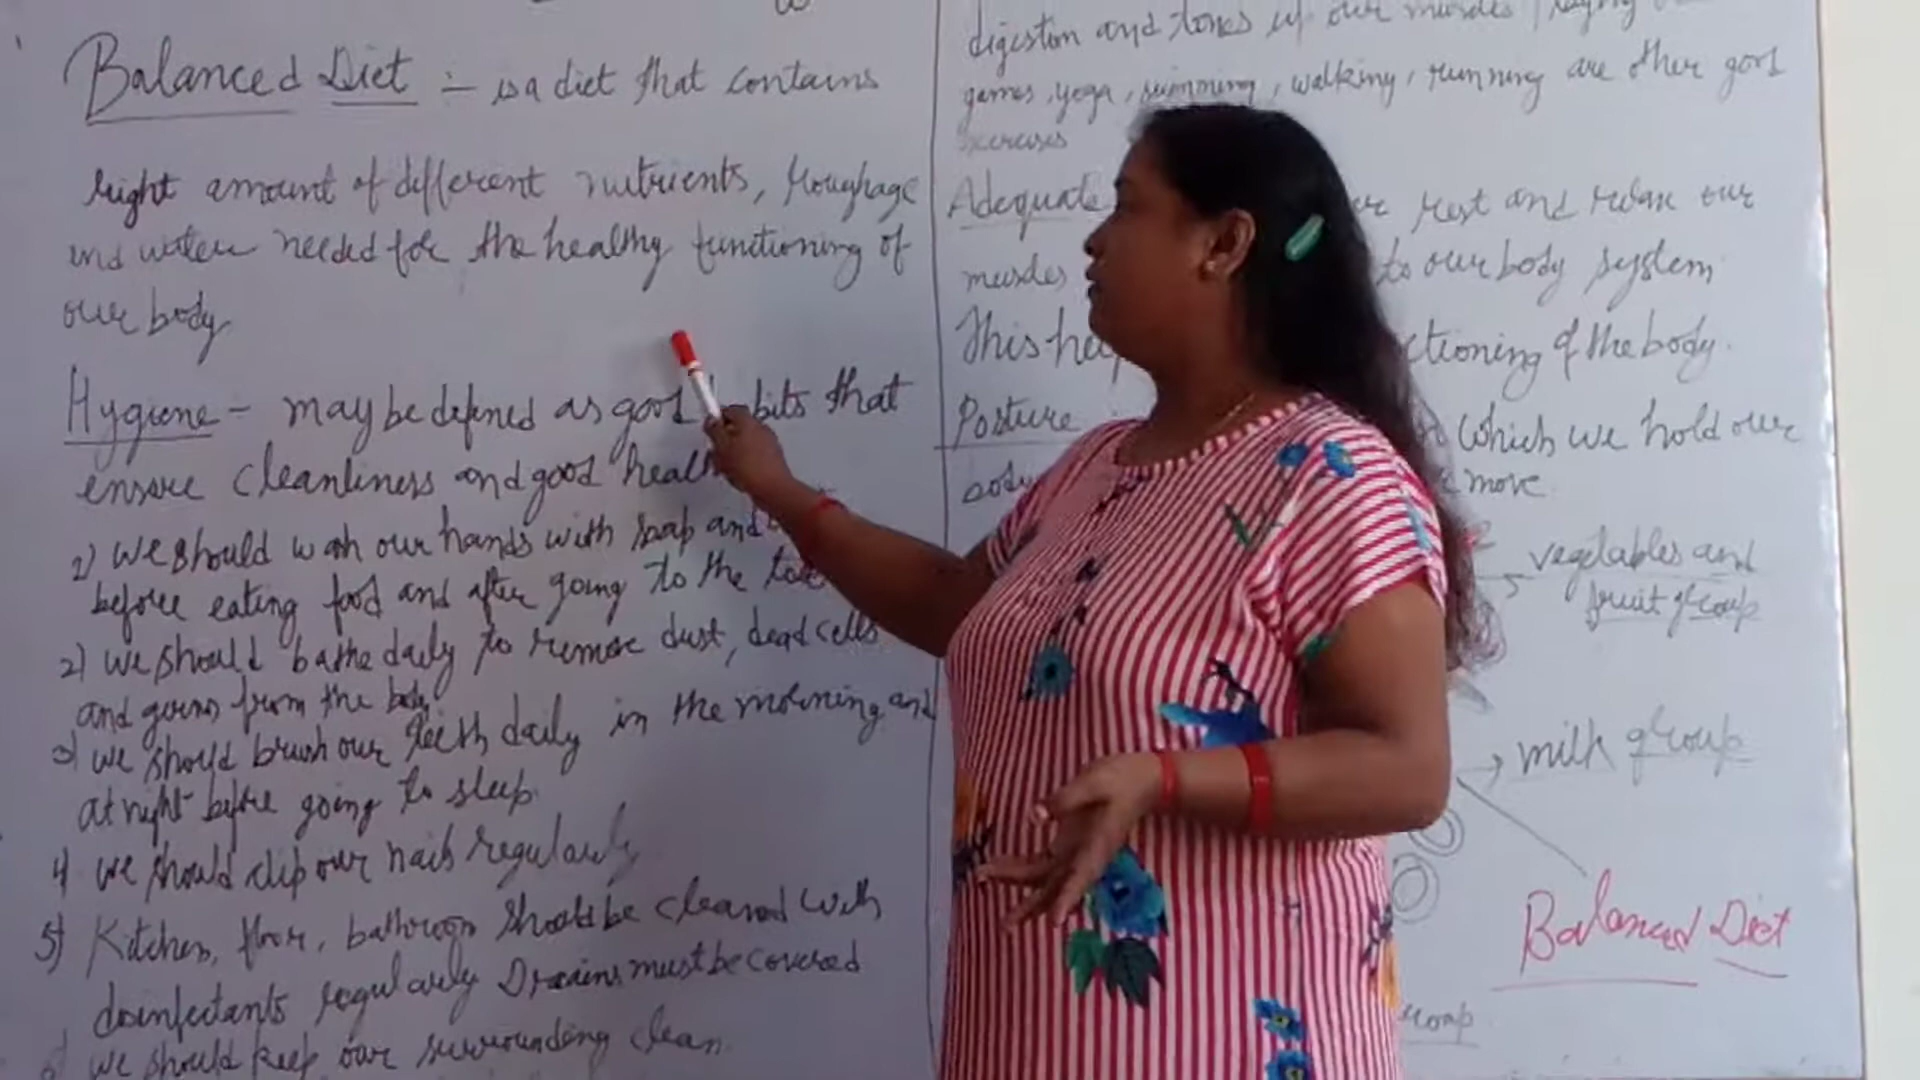 Balanced Diet :- is a diet that contains
right amount of different nutrients, roughage
and water needed for the healthy functioning of
our body
Hygiene - may be defined as good that
ensure cleanliness and good
1) we should wash our hands with soap and
before eating food and after going to the
2) we should bathe daily to remove dust, dead cells
and germs from the body
3) we should brush our teeth daily in the morning and
at night before going to sleep.
4) we should clip our nails regularly
5) Kitchen, floor, bathroom should be cleaned with
disinfectants regularly Drains must be covered
we should keep our surrounding clean.
digestion and tones up our muscles
games, yoga, swimming, walking, running are other good
exercises
Adequate rest and relax our
muscles to our body system
This of the body.
Posture which we hold our
body move.
vegetables and
fruit group
milk group
Balanced Diet